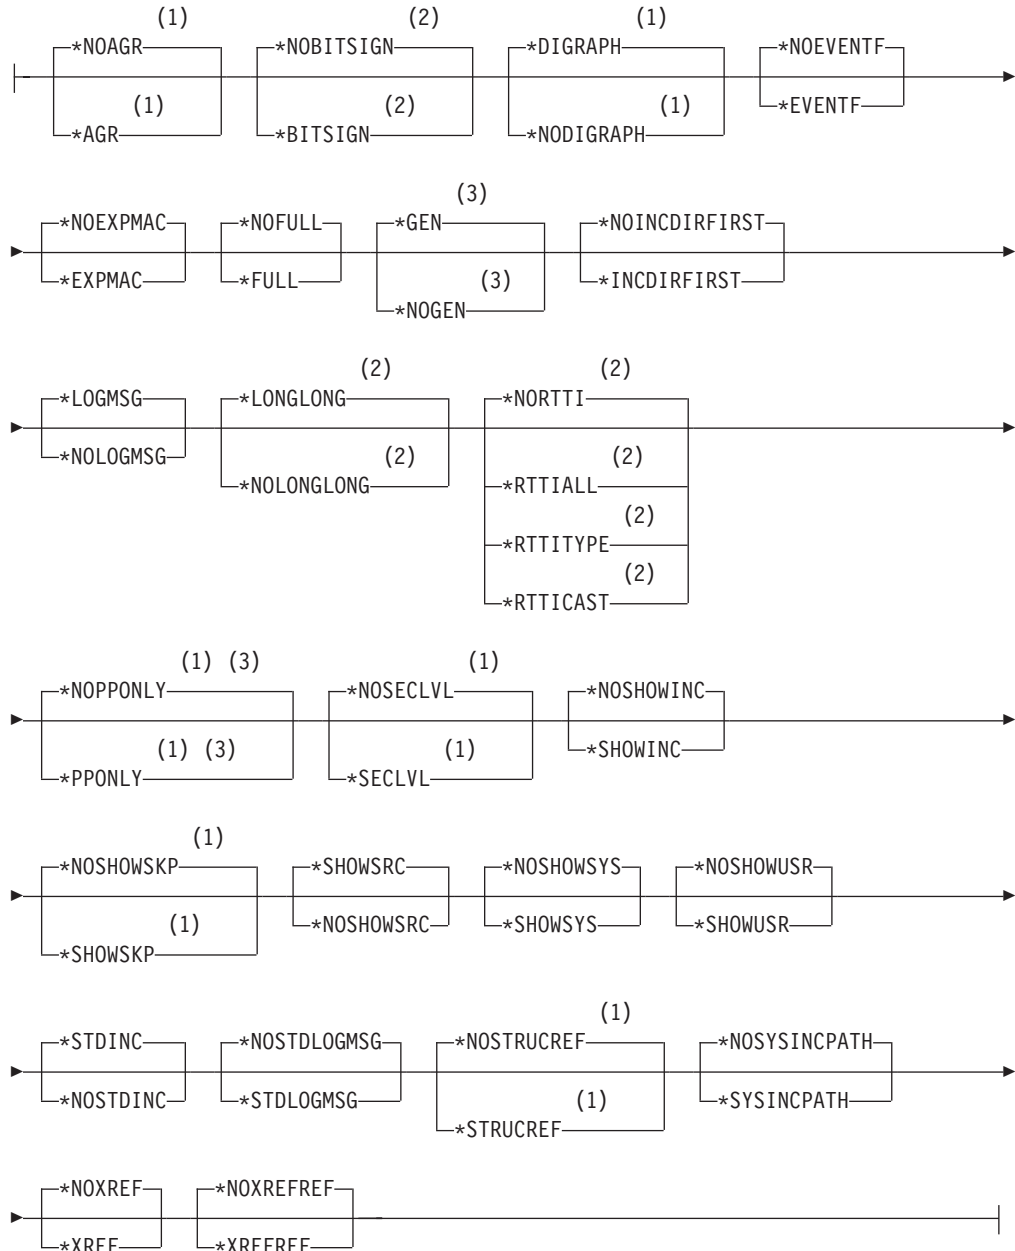 (1) (2) (1)
*NOAGR *NOBITSIGN *DIGRAPH *NOEVENTF
(1) (2) (1) *EVENTF
*AGR *BITSIGN *NODIGRAPH
(3)
*NOEXPMAC *NOFULL *GEN *NOINCDIRFIRST
*EXPMAC *FULL (3) *INCDIRFIRST
*NOGEN
(2) (2)
*LOGMSG *LONGLONG *NORTTI
*NOLOGMSG (2) (2)
*NOLONGLONG *RTTIALL
(2)
*RTTITYPE
(2)
*RTTICAST
(1) (3) (1)
*NOPPONLY *NOSECLVL *NOSHOWINC
(1) (3) (1) *SHOWINC
*PPONLY *SECLVL
(1)
*NOSHOWSKP *SHOWSRC *NOSHOWSYS *NOSHOWUSR
(1) *NOSHOWSRC *SHOWSYS *SHOWUSR
*SHOWSKP
(1)
*STDINC *NOSTDLOGMSG *NOSTRUCREF *NOSYSINCPATH
*NOSTDINC *STDLOGMSG (1) *SYSINCPATH
*STRUCREF
*NOXREF *NOXREFREF
*XREF *XREFREF